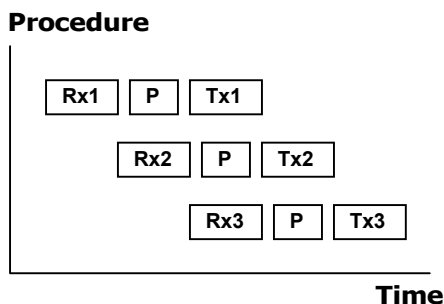 Procedure
Rx1 P Tx1
Rx2 P Tx2
Rx3 P Tx3
Time